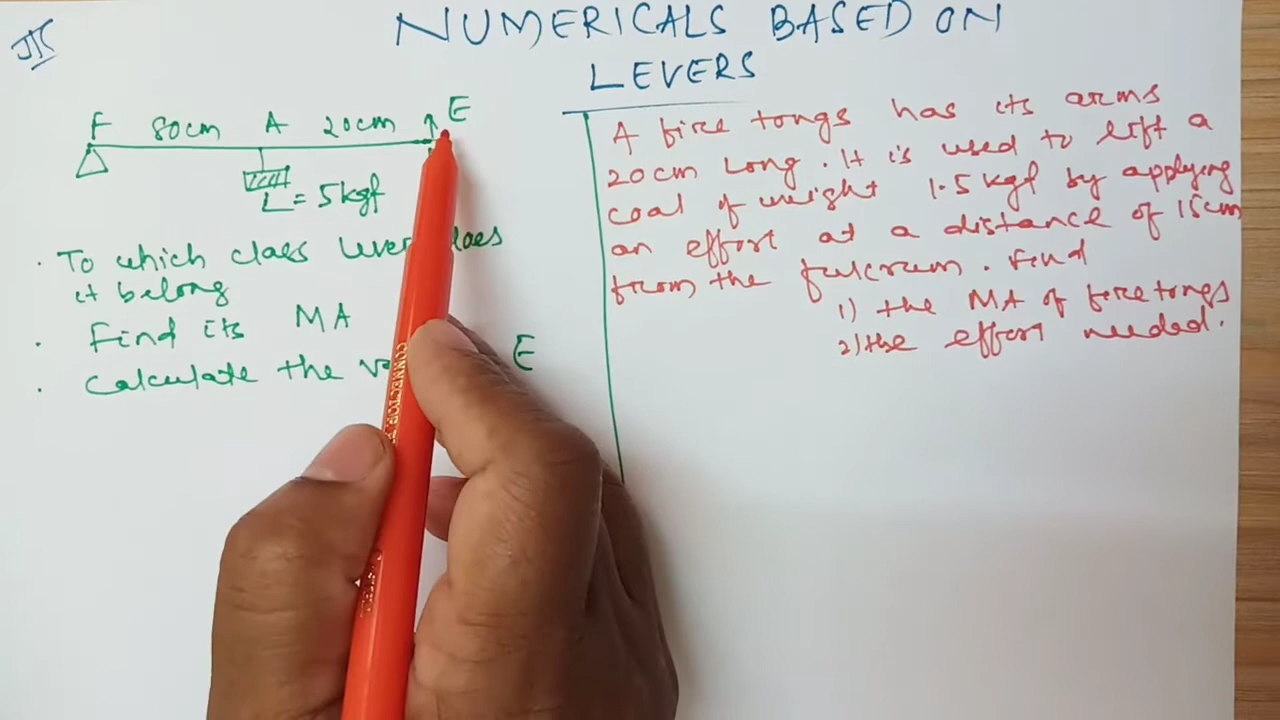 JTC
NUMERICALS BASED ON
LEVERS
F 80cm A 20cm E
L = 5kgf
. To which class lever does
it belong
. Find its MA
. Calculate the E
A fire tongs has its arms
20cm long. It is used to lift a
coal of weight 1.5kgf by applying
an effort at a distance of 15cm
from the fulcrum. Find
1) the MA of fire tongs
2) the effort needed.
CONNECTOR